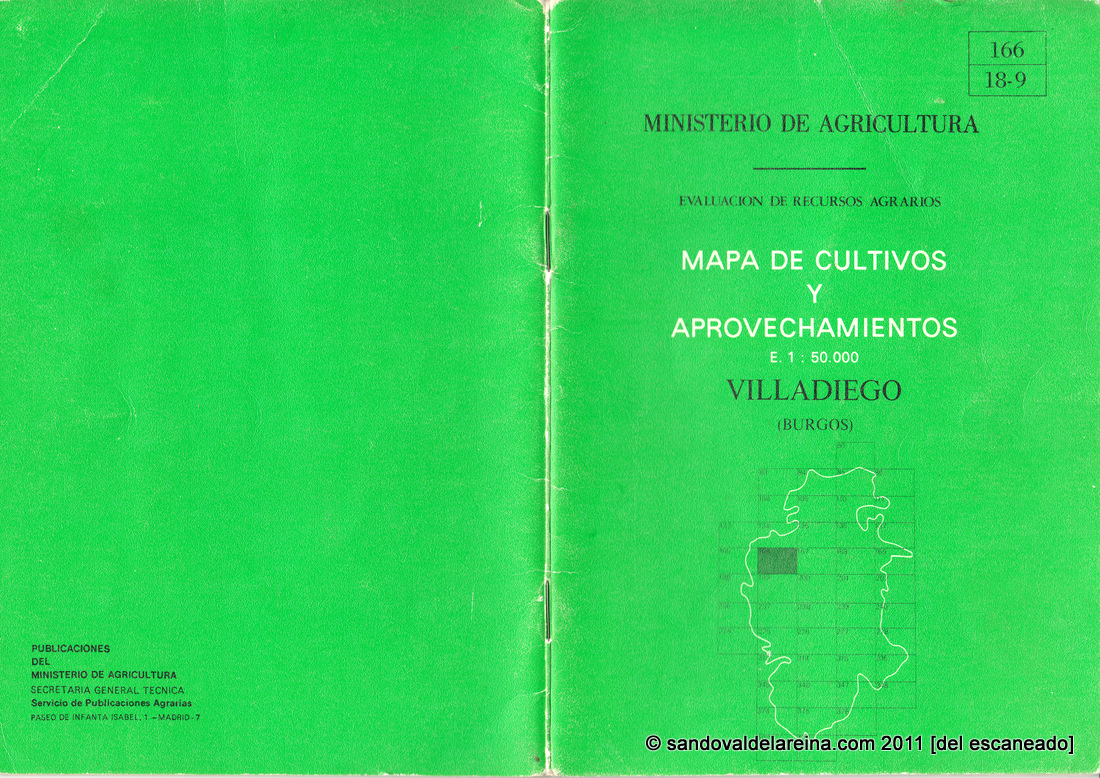 166
18-9
MINISTERIO DE AGRICULTURA
EVALUACION DE RECURSOS AGRARIOS
MAPA DE CULTIVOS
Y
APROVECHAMIENTOS
E. 1 : 50.000
VILLADIEGO
(BURGOS)
PUBLICACIONES
DEL
MINISTERIO DE AGRICULTURA
SECRETARIA GENERAL TECNICA
Servicio de Publicaciones Agrarias
PASEO DE INFANTA ISABEL, 1 – MADRID - 7
© sandovaldelareina.com 2011 [del escaneado]